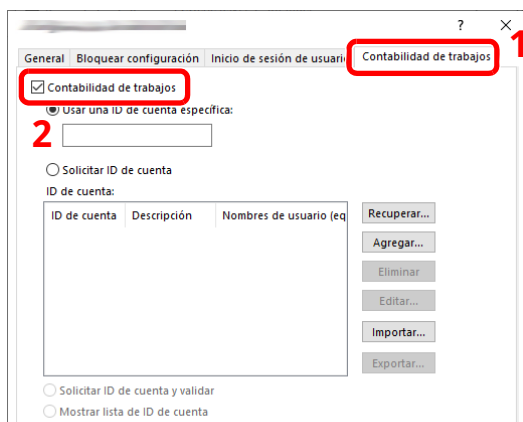 ?
1
General Bloquear configuración Inicio de sesión de usuari Contabilidad de trabajos
Contabilidad de trabajos
Usar una ID de cuenta específica:
2
Solicitar ID de cuenta
ID de cuenta:
ID de cuenta Descripción Nombres de usuario (eq Recuperar...
Agregar...
Eliminar
Editar...
Importar...
Exportar...
Solicitar ID de cuenta y validar
Mostrar lista de ID de cuenta